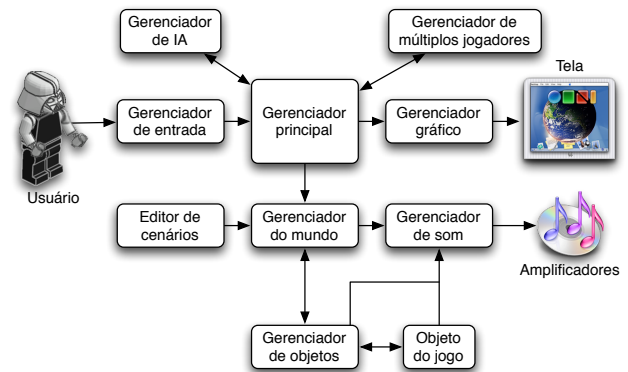 Gerenciador
de IA
Gerenciador de
múltiplos jogadores
Tela
Gerenciador
de entrada
Gerenciador
principal
Gerenciador
gráfico
Usuário
Editor de
cenários
Gerenciador
do mundo
Gerenciador
de som
Amplificadores
Gerenciador
de objetos
Objeto
do jogo